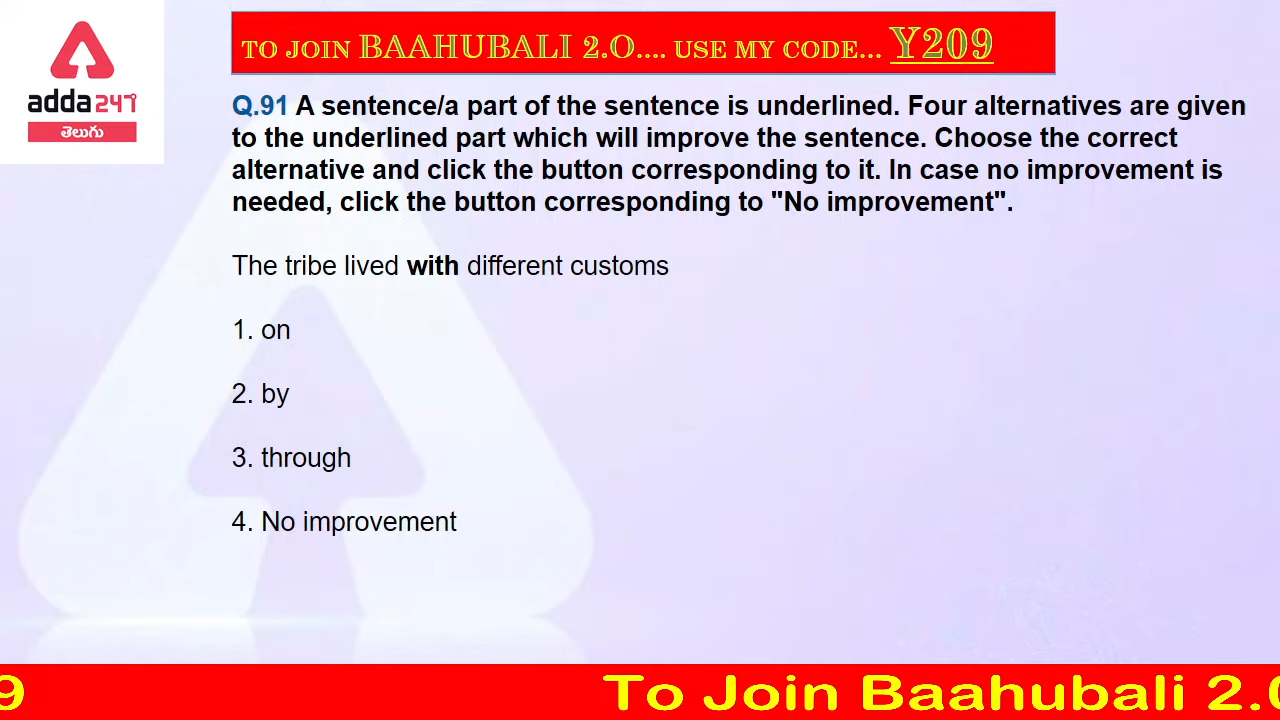 TO JOIN BAAHUBALI 2.0.... USE MY CODE... Y209
adda247
తెలుగు
Q.91 A sentence/a part of the sentence is underlined. Four alternatives are given
to the underlined part which will improve the sentence. Choose the correct
alternative and click the button corresponding to it. In case no improvement is
needed, click the button corresponding to "No improvement".
The tribe lived with different customs
1. on
2. by
3. through
4. No improvement
9 To Join Baahubali 2.0